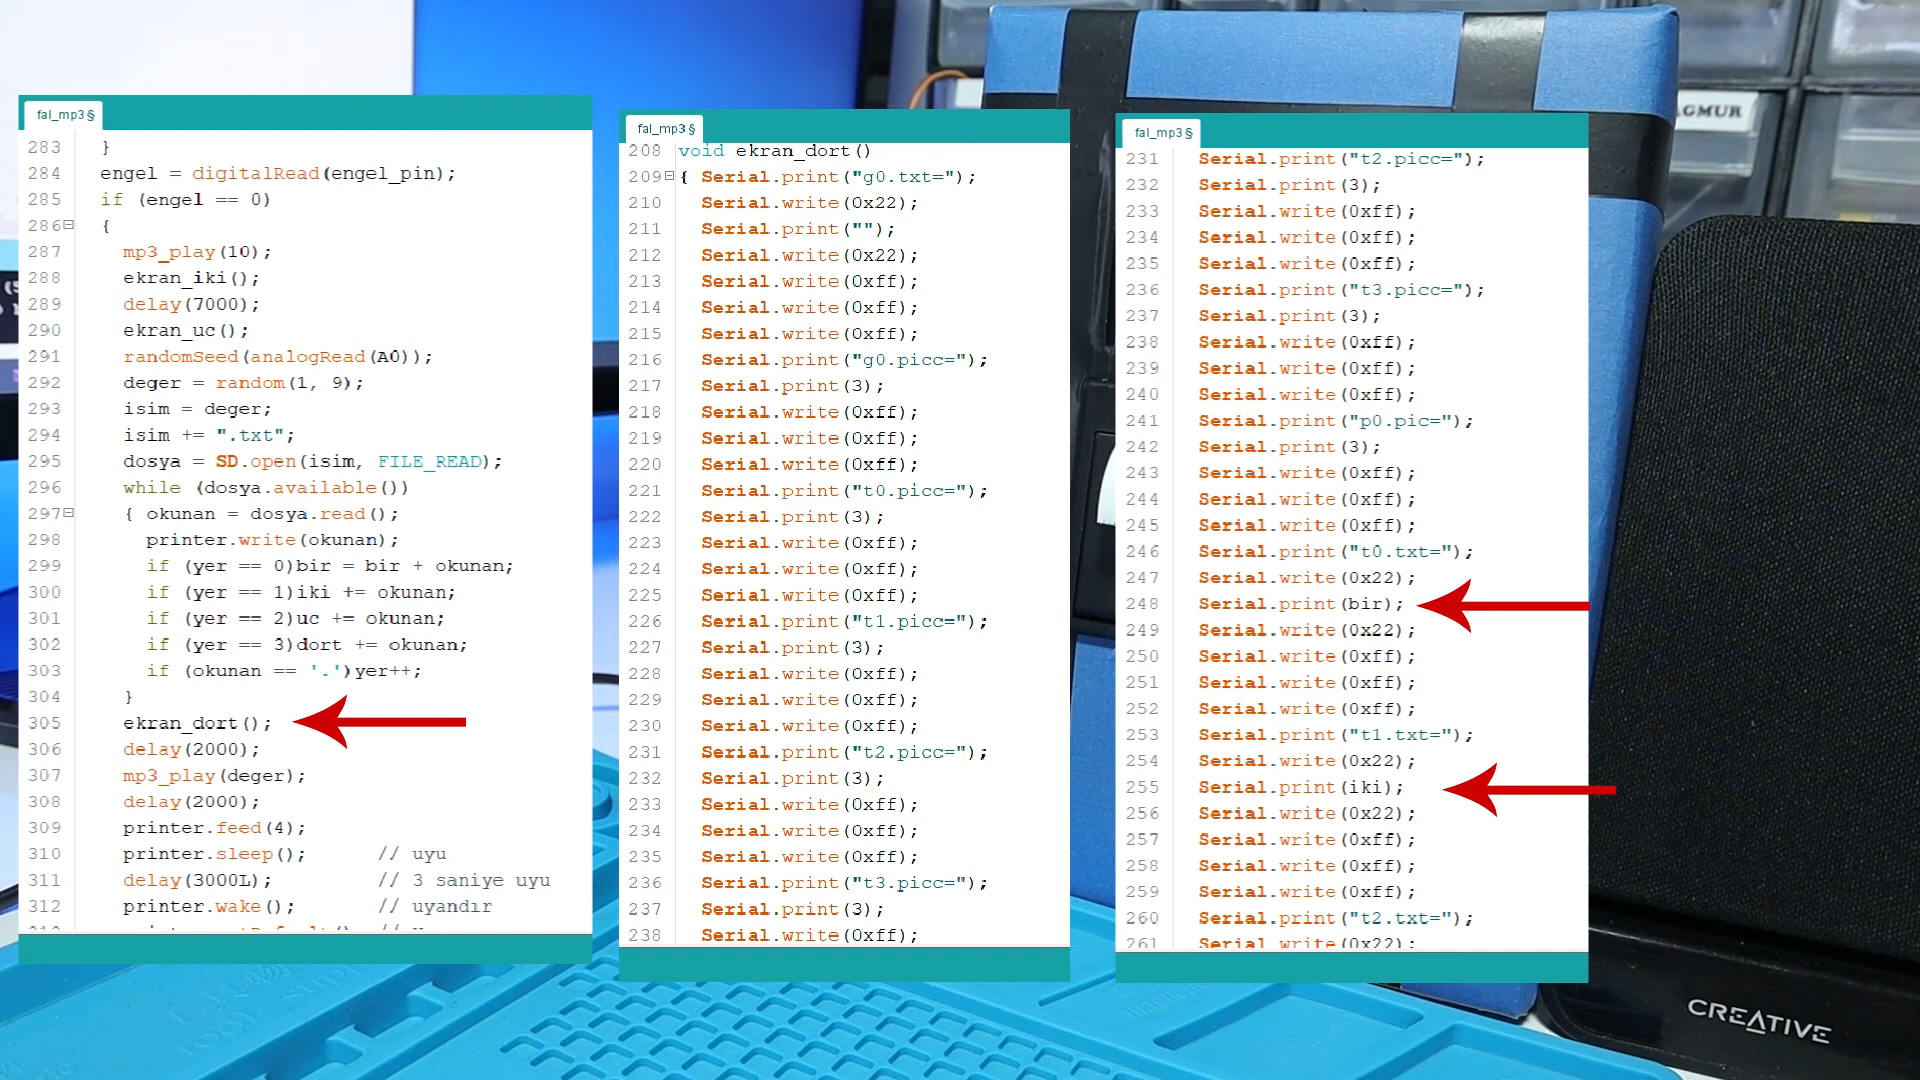 fal_mp3§
283 }
284 engel = digitalRead(engel_pin);
285 if (engel == 0)
286 {
287 mp3_play(10);
288 ekran_iki();
289 delay(7000);
290 ekran_uc();
291 randomSeed(analogRead(A0));
292 deger = random(1, 9);
293 isim = deger;
294 isim += ".txt";
295 dosya = SD.open(isim, FILE_READ);
296 while (dosya.available())
297 { okunan = dosya.read();
298 printer.write(okunan);
299 if (yer == 0)bir = bir + okunan;
300 if (yer == 1)iki += okunan;
301 if (yer == 2)uc += okunan;
302 if (yer == 3)dort += okunan;
303 if (okunan == '.')yer++;
304 }
305 ekran_dort();
306 delay(2000);
307 mp3_play(deger);
308 delay(2000);
309 printer.feed(4);
310 printer.sleep(); // uyu
311 delay(3000L); // 3 saniye uyu
312 printer.wake(); // uyandır
fal_mp3§
208 void ekran_dort()
209 { Serial.print("g0.txt=");
210 Serial.write(0x22);
211 Serial.print("");
212 Serial.write(0x22);
213 Serial.write(0xff);
214 Serial.write(0xff);
215 Serial.write(0xff);
216 Serial.print("g0.picc=");
217 Serial.print(3);
218 Serial.write(0xff);
219 Serial.write(0xff);
220 Serial.write(0xff);
221 Serial.print("t0.picc=");
222 Serial.print(3);
223 Serial.write(0xff);
224 Serial.write(0xff);
225 Serial.write(0xff);
226 Serial.print("t1.picc=");
227 Serial.print(3);
228 Serial.write(0xff);
229 Serial.write(0xff);
230 Serial.write(0xff);
231 Serial.print("t2.picc=");
232 Serial.print(3);
233 Serial.write(0xff);
234 Serial.write(0xff);
235 Serial.write(0xff);
236 Serial.print("t3.picc=");
237 Serial.print(3);
238 Serial.write(0xff);
fal_mp3§
231 Serial.print("t2.picc=");
232 Serial.print(3);
233 Serial.write(0xff);
234 Serial.write(0xff);
235 Serial.write(0xff);
236 Serial.print("t3.picc=");
237 Serial.print(3);
238 Serial.write(0xff);
239 Serial.write(0xff);
240 Serial.write(0xff);
241 Serial.print("p0.pic=");
242 Serial.print(3);
243 Serial.write(0xff);
244 Serial.write(0xff);
245 Serial.write(0xff);
246 Serial.print("t0.txt=");
247 Serial.write(0x22);
248 Serial.print(bir);
249 Serial.write(0x22);
250 Serial.write(0xff);
251 Serial.write(0xff);
252 Serial.write(0xff);
253 Serial.print("t1.txt=");
254 Serial.write(0x22);
255 Serial.print(iki);
256 Serial.write(0x22);
257 Serial.write(0xff);
258 Serial.write(0xff);
259 Serial.write(0xff);
260 Serial.print("t2.txt=");
261 Serial.write(0x22);
GMUR
CREATIVE